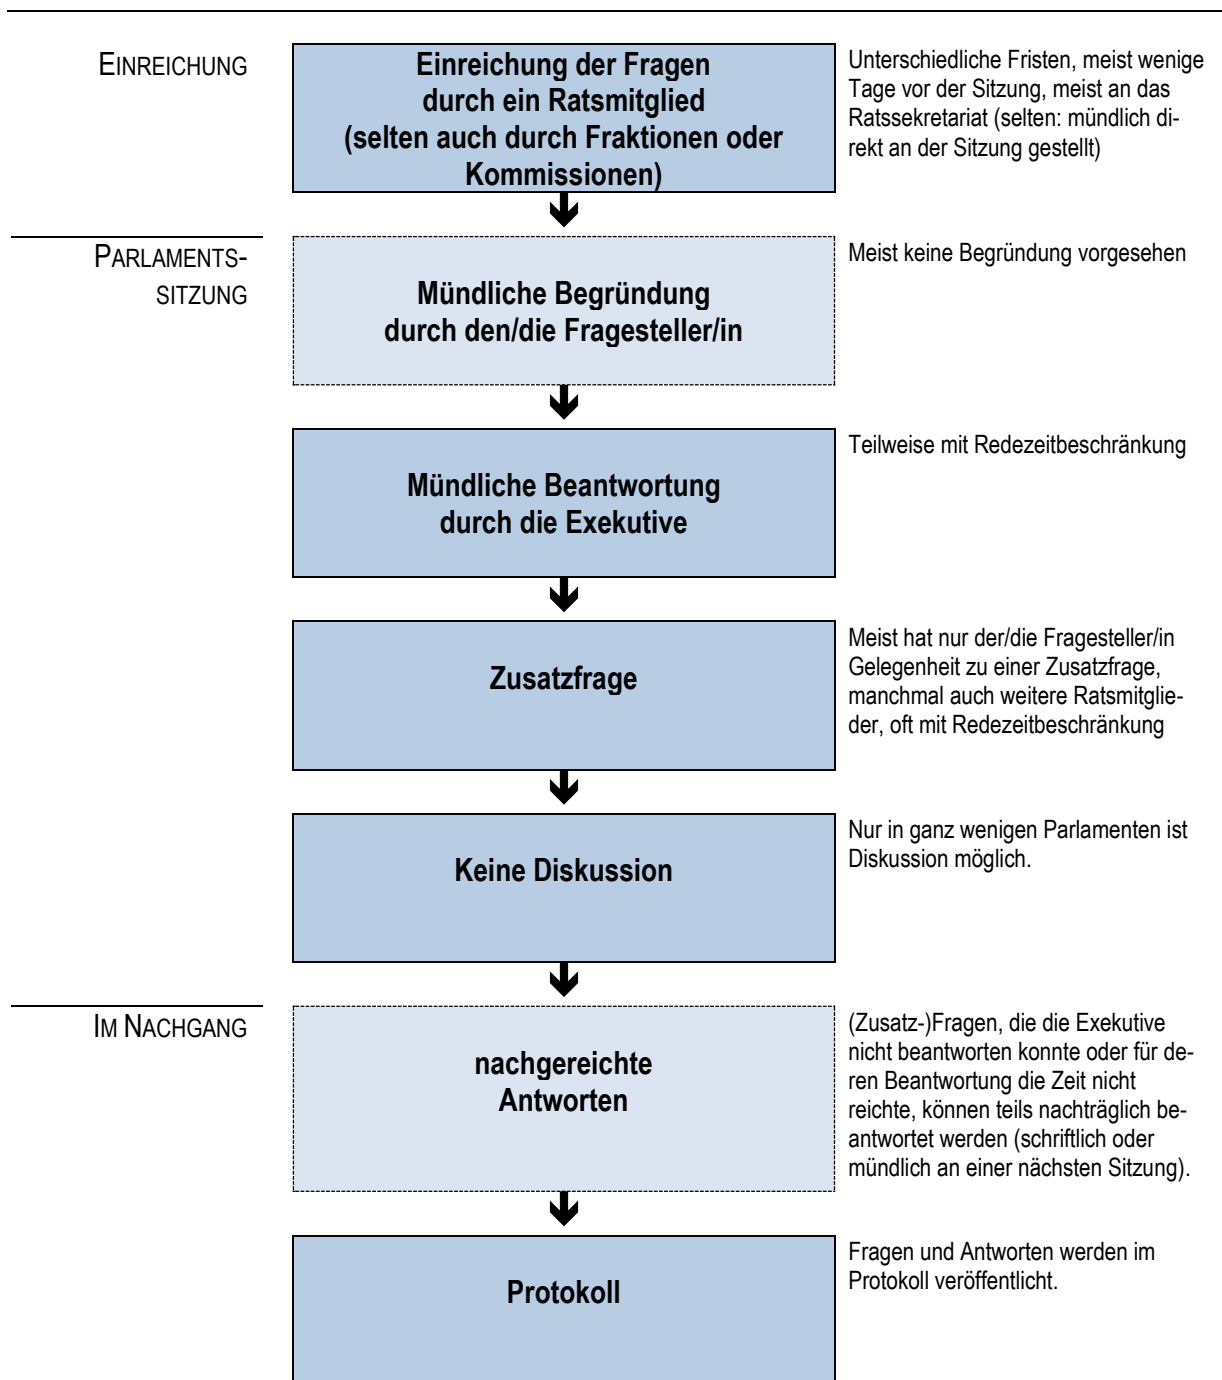 EINREICHUNG
Einreichung der Fragen
durch ein Ratsmitglied
(selten auch durch Fraktionen oder
Kommissionen)
Unterschiedliche Fristen, meist wenige
Tage vor der Sitzung, meist an das
Ratssekretariat (selten: mündlich di-
rekt an der Sitzung gestellt)
PARLAMENTS-
SITZUNG
Mündliche Begründung
durch den/die Fragesteller/in
Meist keine Begründung vorgesehen
Mündliche Beantwortung
durch die Exekutive
Teilweise mit Redezeitbeschränkung
Zusatzfrage
Meist hat nur der/die Fragesteller/in
Gelegenheit zu einer Zusatzfrage,
manchmal auch weitere Ratsmitglie-
der, oft mit Redezeitbeschränkung
Keine Diskussion
Nur in ganz wenigen Parlamenten ist
Diskussion möglich.
IM NACHGANG
nachgereichte
Antworten
(Zusatz-)Fragen, die die Exekutive
nicht beantworten konnte oder für de-
ren Beantwortung die Zeit nicht
reichte, können teils nachträglich be-
antwortet werden (schriftlich oder
mündlich an einer nächsten Sitzung).
Protokoll
Fragen und Antworten werden im
Protokoll veröffentlicht.